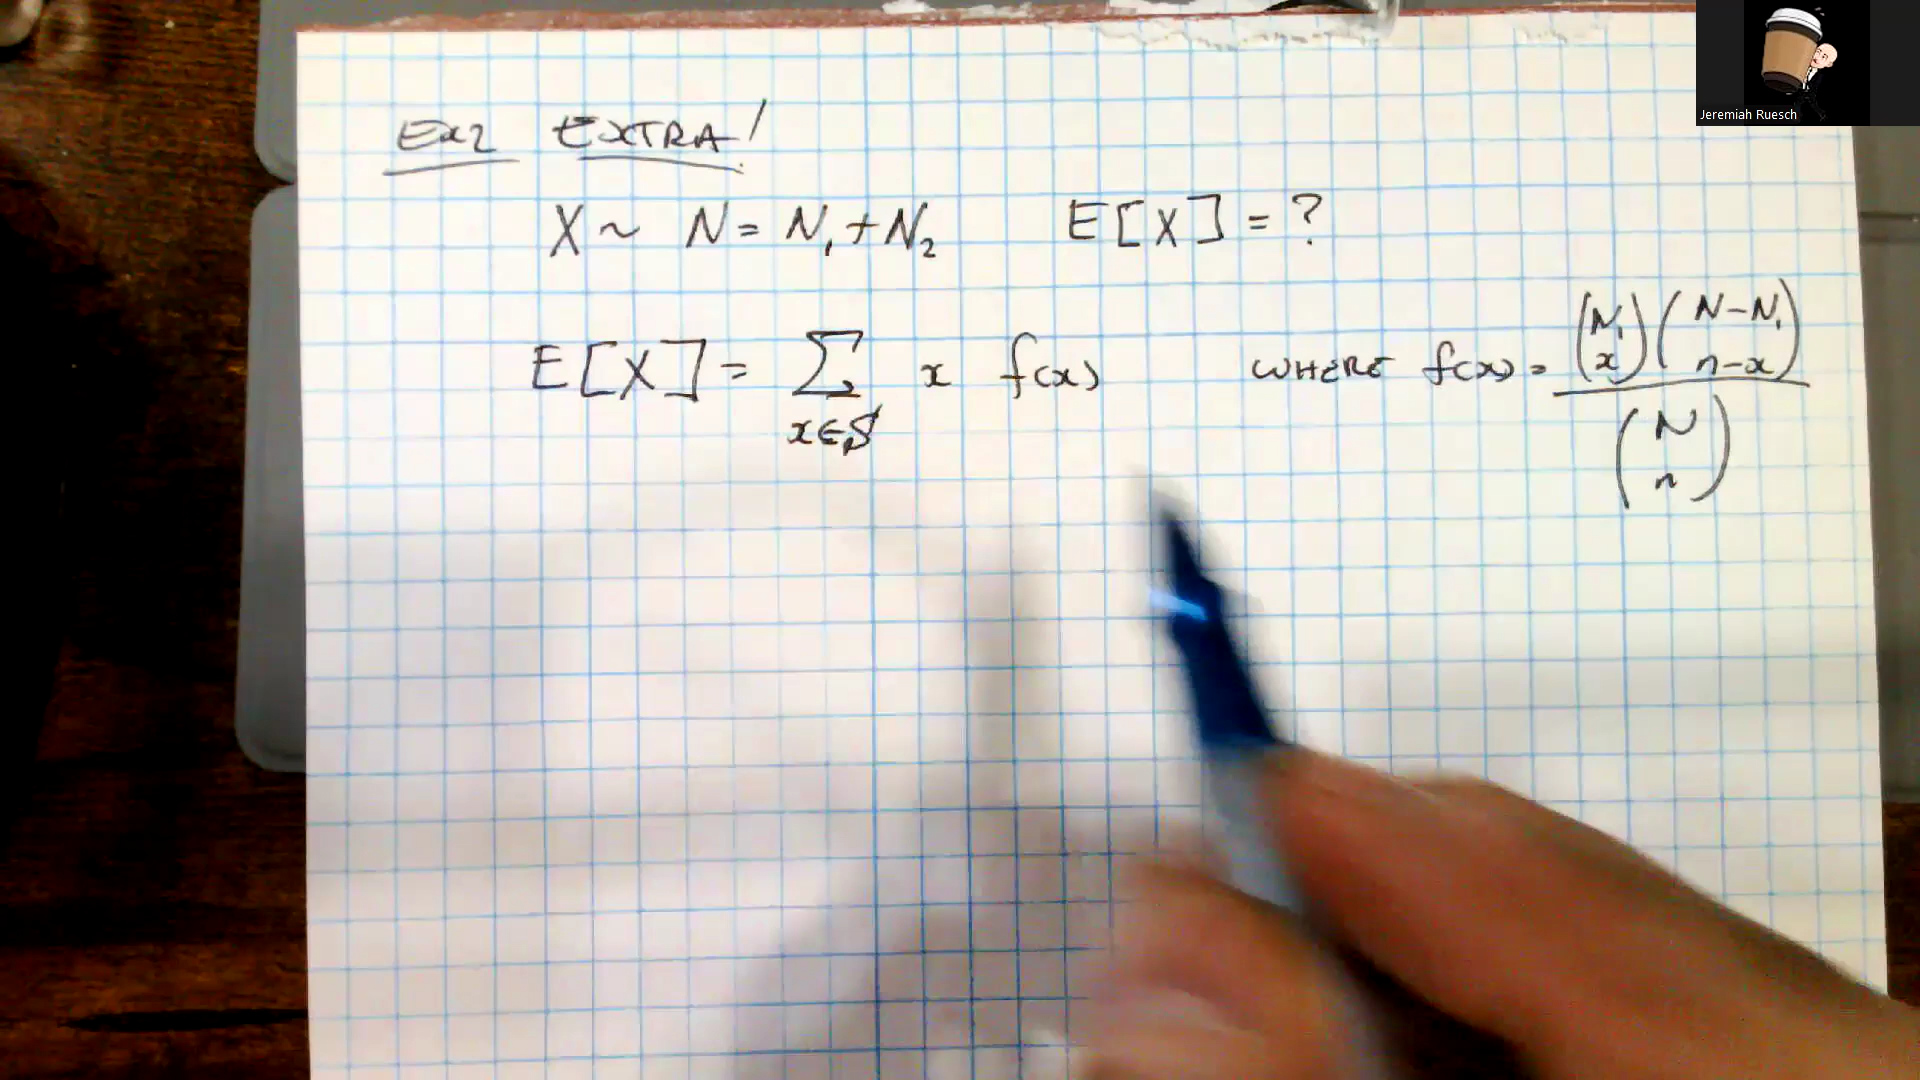 Ex2 EXTRA!
X ~ N = N₁ + N₂ E[X] = ?
E[X] = ∑ x f(x) WHERE f(x) = (N₁ x)(N-N₁ n-x) / (N n)
x∈S
Jeremiah Ruesch